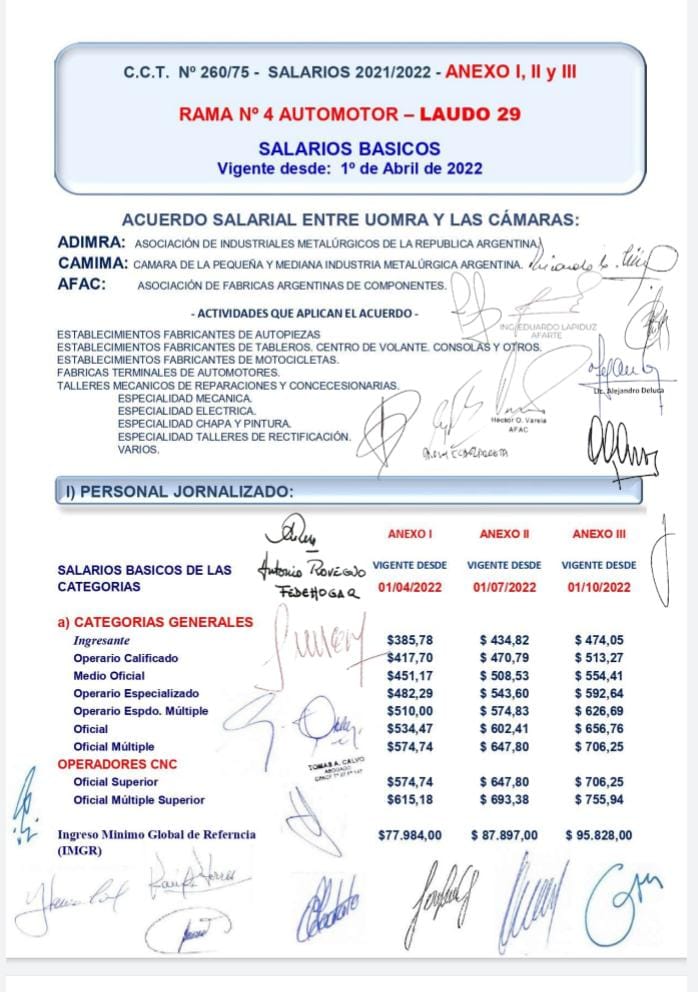 C.C.T. Nº 260/75 - SALARIOS 2021/2022 - ANEXO I, II y III
RAMA Nº 4 AUTOMOTOR – LAUDO 29
SALARIOS BASICOS
Vigente desde: 1º de Abril de 2022
ACUERDO SALARIAL ENTRE UOMRA Y LAS CÁMARAS:
ADIMRA: ASOCIACIÓN DE INDUSTRIALES METALÚRGICOS DE LA REPUBLICA ARGENTINA.
CAMIMA: CAMARA DE LA PEQUEÑA Y MEDIANA INDUSTRIA METALÚRGICA ARGENTINA.
AFAC: ASOCIACIÓN DE FABRICAS ARGENTINAS DE COMPONENTES.
- ACTIVIDADES QUE APLICAN EL ACUERDO -
ING. EDUARDO LAPIDUZ
AFARTE
ESTABLECIMIENTOS FABRICANTES DE AUTOPIEZAS
ESTABLECIMIENTOS FABRICANTES DE TABLEROS. CENTRO DE VOLANTE. CONSOLAS Y OTROS.
ESTABLECIMIENTOS FABRICANTES DE MOTOCICLETAS.
FABRICAS TERMINALES DE AUTOMOTORES.
TALLERES MECANICOS DE REPARACIONES Y CONCECESIONARIAS.
Lic. Alejandro Deluca
ESPECIALIDAD MECANICA.
ESPECIALIDAD ELECTRICA.
ESPECIALIDAD CHAPA Y PINTURA.
ESPECIALIDAD TALLERES DE RECTIFICACIÓN.
VARIOS.
Héctor O. Varela
AFAC
I) PERSONAL JORNALIZADO:
ANEXO I ANEXO II ANEXO III
SALARIOS BASICOS DE LAS CATEGORIAS
VIGENTE DESDE VIGENTE DESDE VIGENTE DESDE
01/04/2022 01/07/2022 01/10/2022
Antonio ROVEGNO
FEDEHOGAR
a) CATEGORIAS GENERALES
Ingresante $385,78 $ 434,82 $ 474,05
Operario Calificado $417,70 $ 470,79 $ 513,27
Medio Oficial $451,17 $ 508,53 $ 554,41
Operario Especializado $482,29 $ 543,60 $ 592,64
Operario Espdo. Múltiple $510,00 $ 574,83 $ 626,69
Oficial $534,47 $ 602,41 $ 656,76
Oficial Múltiple $574,74 $ 647,80 $ 706,25
OPERADORES CNC
TOMAS A. CALVO
ABOGADO
Oficial Superior $574,74 $ 647,80 $ 706,25
Oficial Múltiple Superior $615,18 $ 693,38 $ 755,94
Ingreso Minimo Global de Referncia (IMGR) $77.984,00 $ 87.897,00 $ 95.828,00